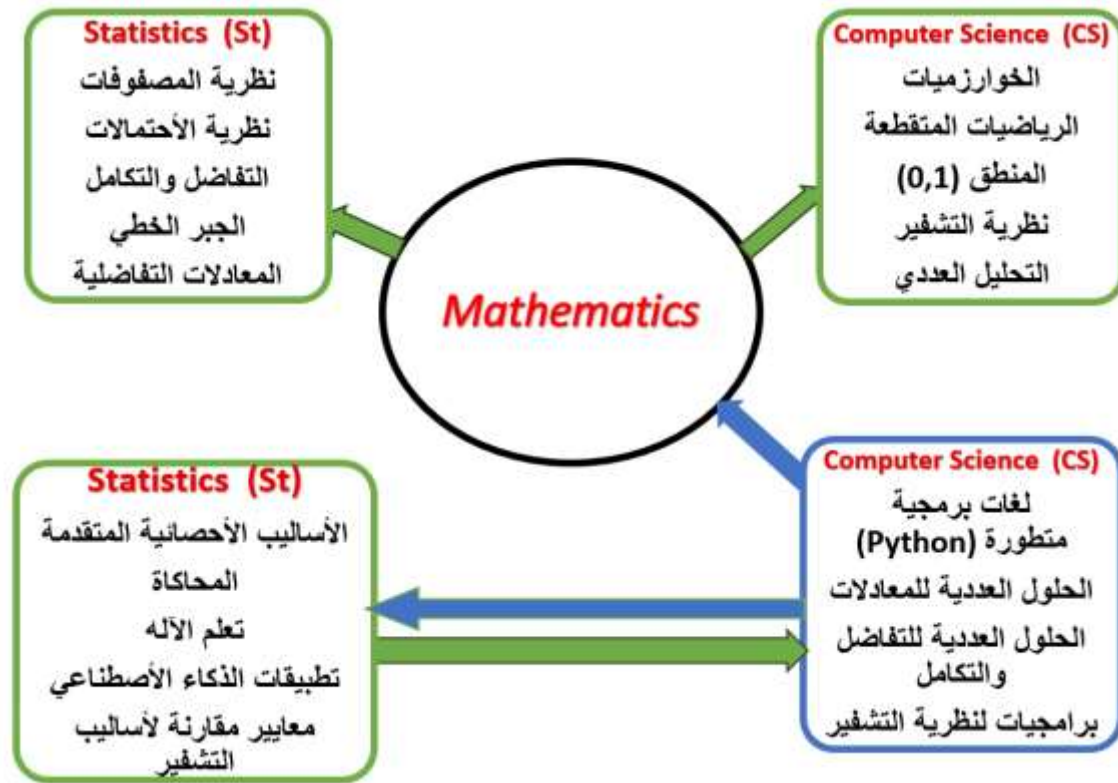 Statistics (St)
نظرية المصفوفات
نظرية الأحتمالات
التفاضل والتكامل
الجبر الخطي
المعادلات التفاضلية
Computer Science (CS)
الخوارزميات
الرياضيات المتقطعة
المنطق (0,1)
نظرية التشفير
التحليل العددي
Mathematics
Statistics (St)
الأساليب الأحصائية المتقدمة
المحاكاة
تعلم الآله
تطبيقات الذكاء الأصطناعي
معايير مقارنة لأساليب
التشفير
Computer Science (CS)
لغات برمجية
متطورة (Python)
الحلول العددية للمعادلات
الحلول العددية للتفاضل
والتكامل
برامجيات لنظرية التشفير